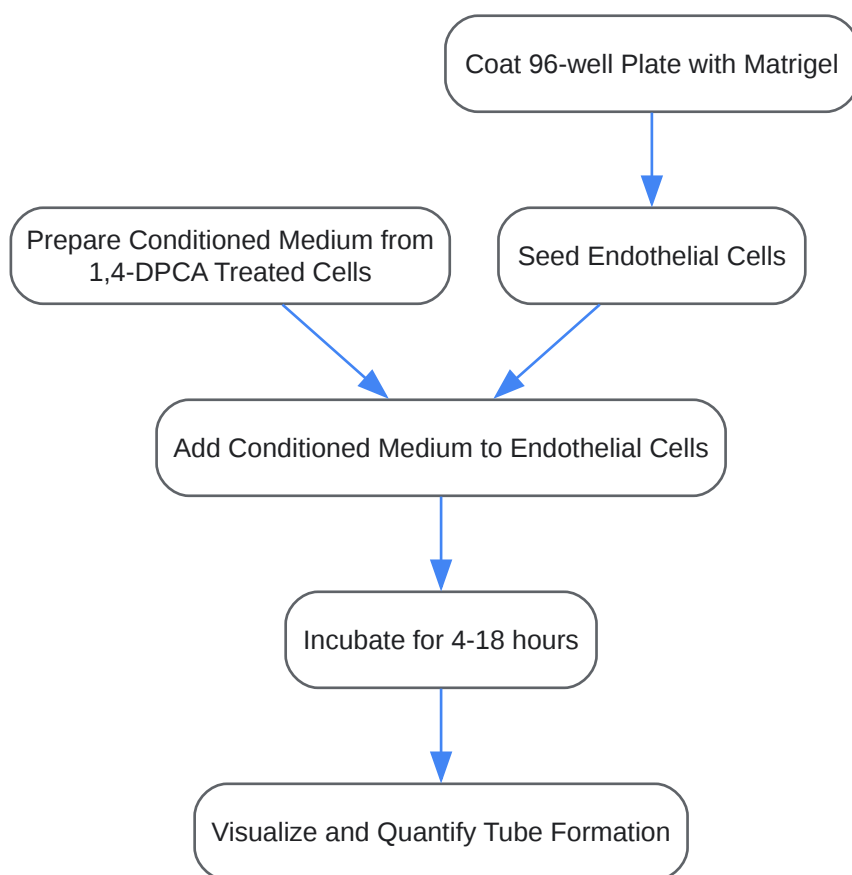 Coat 96-well Plate with Matrigel
Prepare Conditioned Medium from
1,4-DPCA Treated Cells
Seed Endothelial Cells
Add Conditioned Medium to Endothelial Cells
Incubate for 4-18 hours
Visualize and Quantify Tube Formation